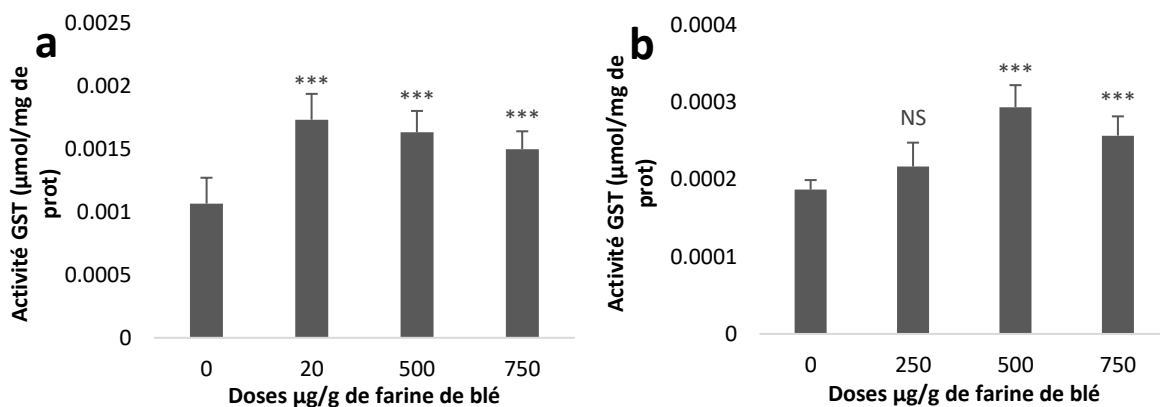 a
Activité GST (µmol/mg de
prot)
0.0025
0.002
0.0015
0.001
0.0005
0
***
***
***
0 20 500 750
Doses µg/g de farine de blé
b
Activité GST (µmol/mg de
prot)
0.0004
0.0003
0.0002
0.0001
0
NS
***
***
0 250 500 750
Doses µg/g de farine de blé